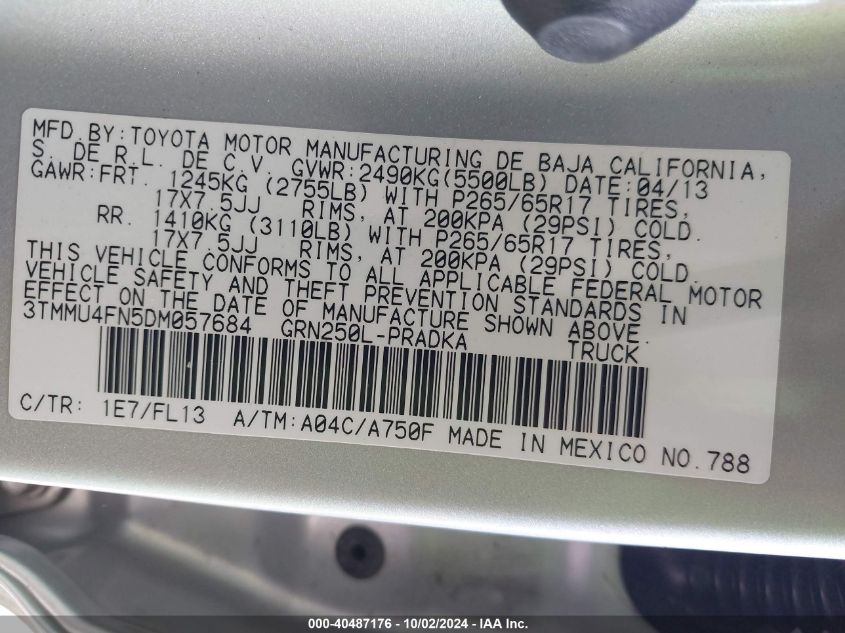 MFD.BY:TOYOTA MOTOR MANUFACTURING DE BAJA CALIFORNIA,
S. DE R.L. DE C.V. GVWR:2490KG(5500LB) DATE:04/13
GAWR:FRT. 1245KG (2755LB) WITH P265/65R17 TIRES,
17X7.5JJ RIMS, AT 200KPA (29PSI) COLD.
RR. 1410KG (3110LB) WITH P265/65R17 TIRES,
17X7.5JJ RIMS, AT 200KPA (29PSI) COLD.
THIS VEHICLE CONFORMS TO ALL APPLICABLE FEDERAL MOTOR
VEHICLE SAFETY AND THEFT PREVENTION STANDARDS IN
EFFECT ON THE DATE OF MANUFACTURE SHOWN ABOVE.
3TMMU4FN5DM057684 GRN250L-PRADKA TRUCK
C/TR: 1E7/FL13 A/TM:A04C/A750F MADE IN MEXICO NO.788
000-40487176 - 10/02/2024 - IAA Inc.